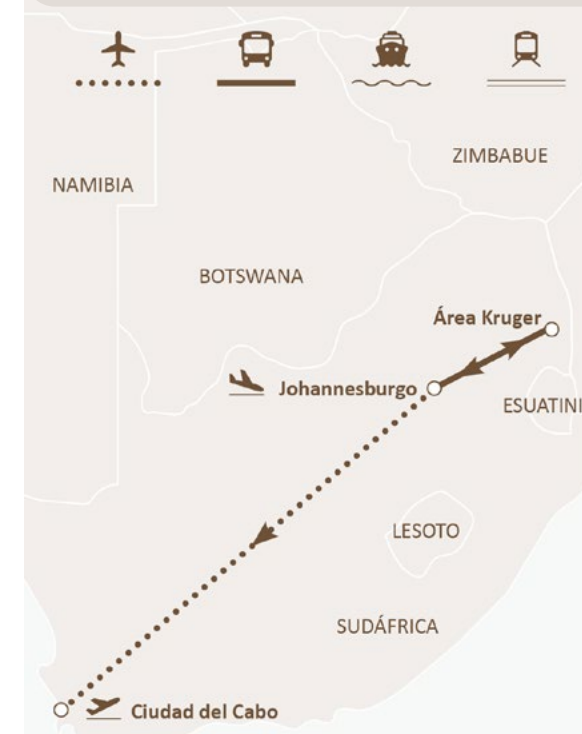 ZIMBABUE
NAMIBIA
BOTSWANA
Área Kruger
Johannesburgo
ESUATINI
LESOTO
SUDÁFRICA
Ciudad del Cabo